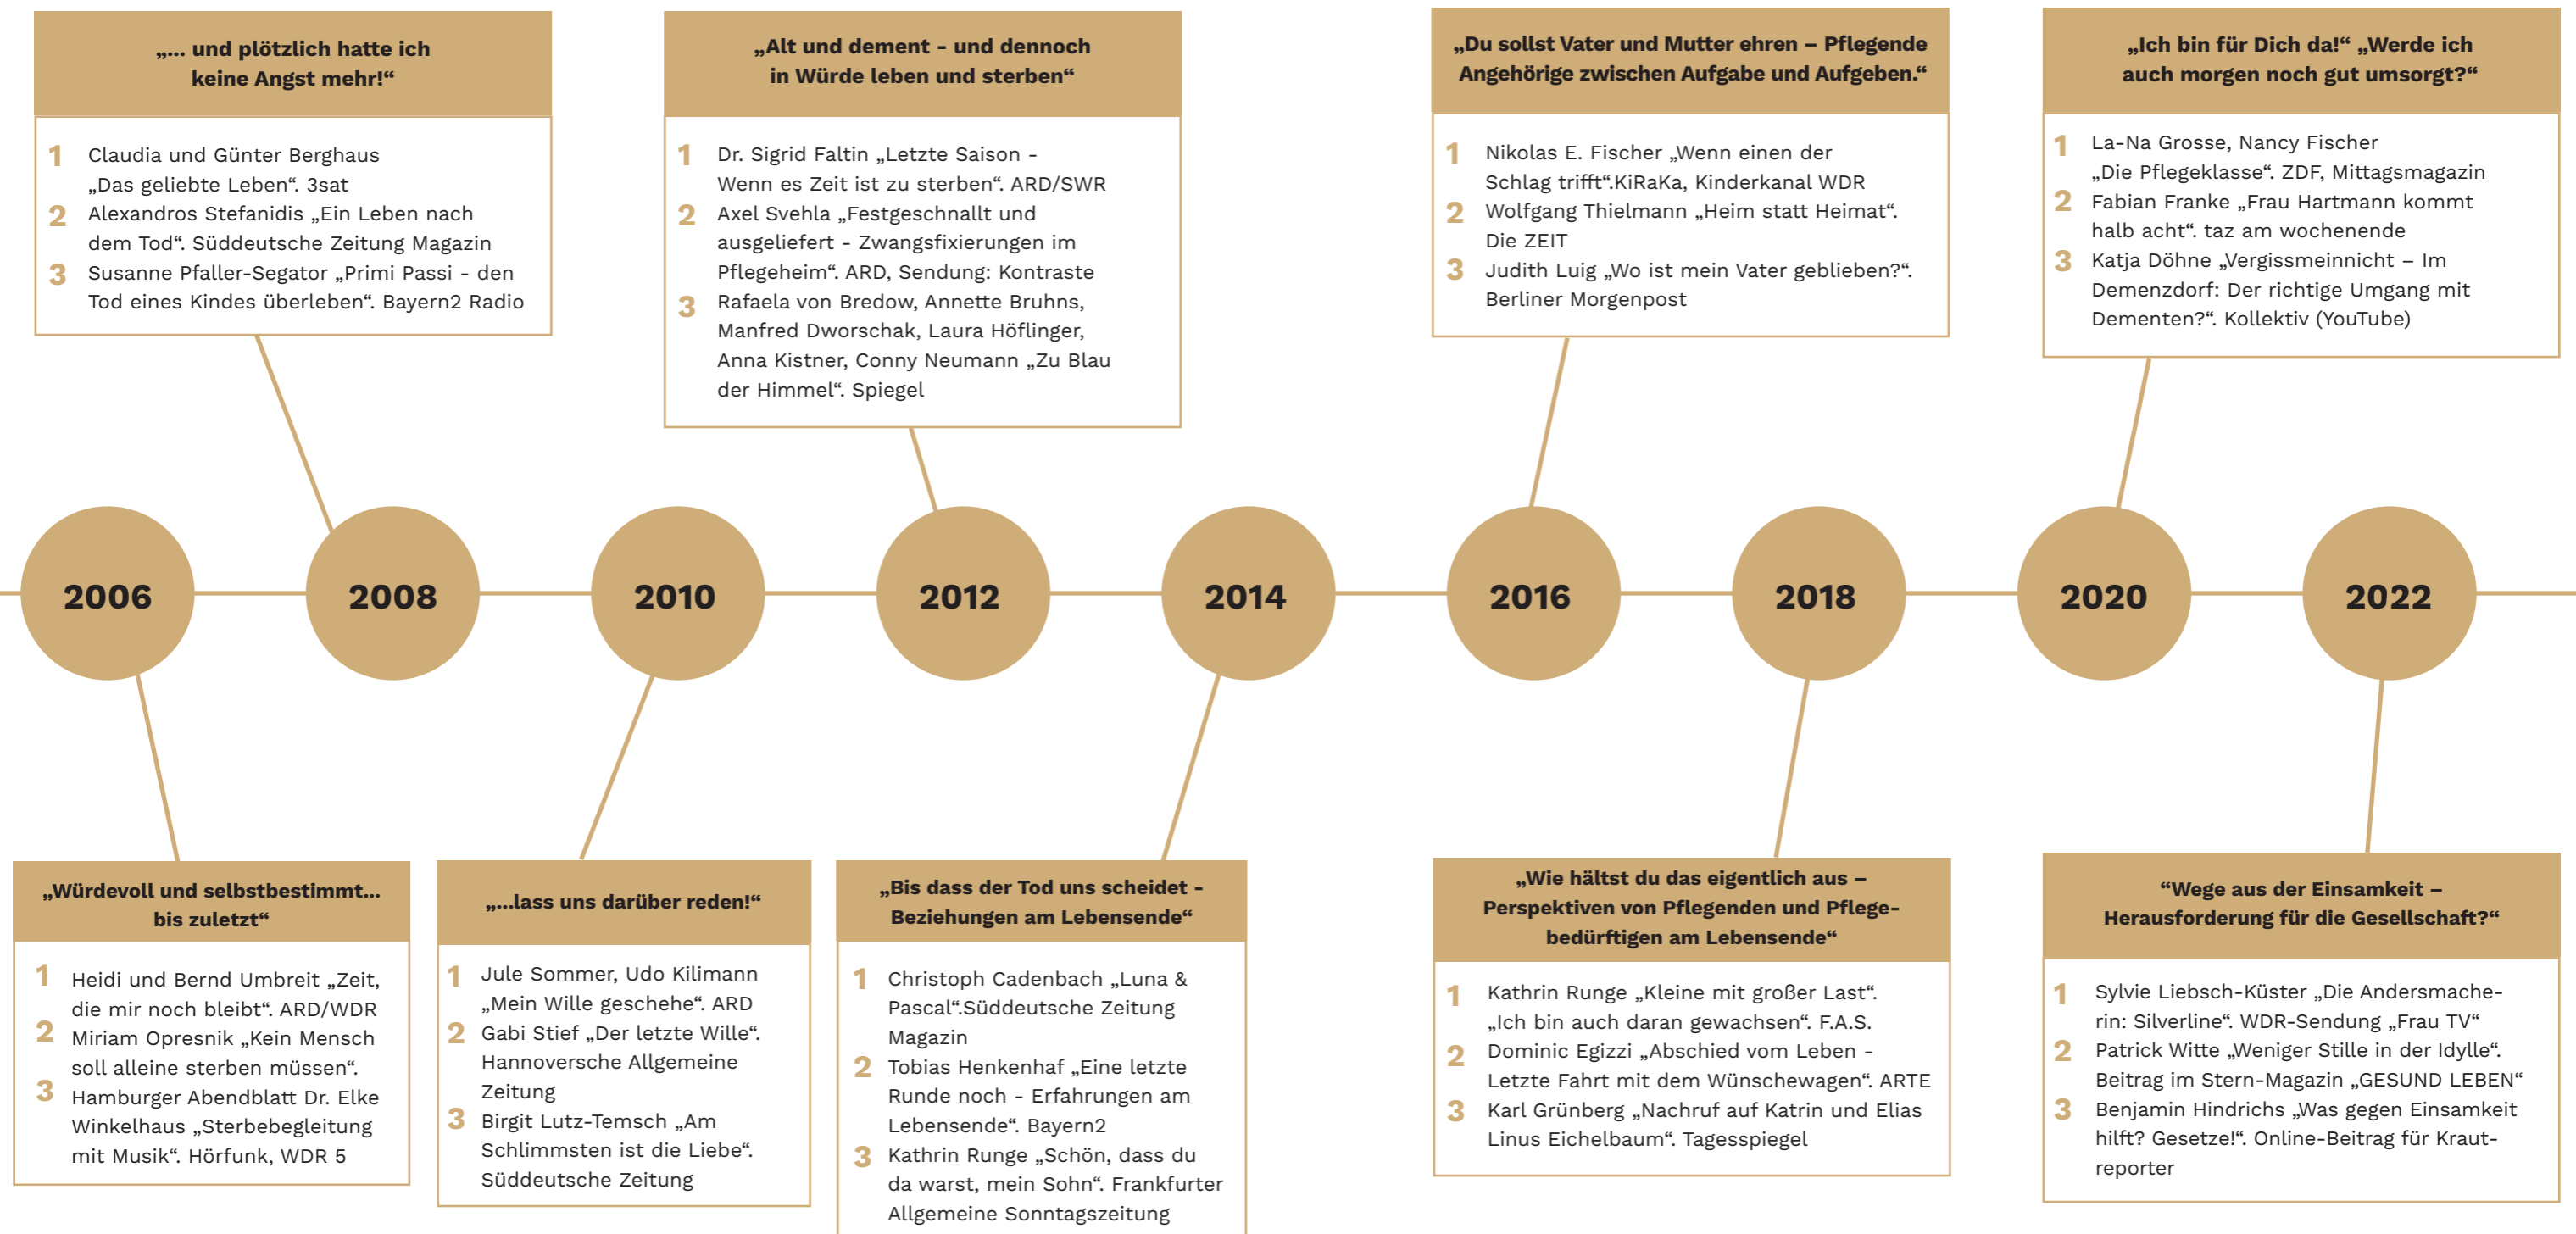 „... und plötzlich hatte ich
keine Angst mehr!“
1 Claudia und Günter Berghaus
„Das geliebte Leben“. 3sat
2 Alexandros Stefanidis „Ein Leben nach
dem Tod“. Süddeutsche Zeitung Magazin
3 Susanne Pfaller-Segator „Primi Passi - den
Tod eines Kindes überleben“. Bayern2 Radio
„Alt und dement - und dennoch
in Würde leben und sterben“
1 Dr. Sigrid Faltin „Letzte Saison -
Wenn es Zeit ist zu sterben“. ARD/SWR
2 Axel Svehla „Festgeschnallt und
ausgeliefert - Zwangsfixierungen im
Pflegeheim“. ARD, Sendung: Kontraste
3 Rafaela von Bredow, Annette Bruhns,
Manfred Dworschak, Laura Höflinger,
Anna Kistner, Conny Neumann „Zu Blau
der Himmel“. Spiegel
„Du sollst Vater und Mutter ehren – Pflegende
Angehörige zwischen Aufgabe und Aufgeben.“
1 Nikolas E. Fischer „Wenn einen der
Schlag trifft“.KiRaKa, Kinderkanal WDR
2 Wolfgang Thielmann „Heim statt Heimat“.
Die ZEIT
3 Judith Luig „Wo ist mein Vater geblieben?“.
Berliner Morgenpost
„Ich bin für Dich da!“ „Werde ich
auch morgen noch gut umsorgt?“
1 La-Na Grosse, Nancy Fischer
„Die Pflegeklasse“. ZDF, Mittagsmagazin
2 Fabian Franke „Frau Hartmann kommt
halb acht“. taz am wochenende
3 Katja Döhne „Vergissmeinnicht – Im
Demenzdorf: Der richtige Umgang mit
Dementen?“. Kollektiv (YouTube)
2006
2008
2010
2012
2014
2016
2018
2020
2022
„Würdevoll und selbstbestimmt...
bis zuletzt“
1 Heidi und Bernd Umbreit „Zeit,
die mir noch bleibt“. ARD/WDR
2 Miriam Opresnik „Kein Mensch
soll alleine sterben müssen“.
3 Hamburger Abendblatt Dr. Elke
Winkelhaus „Sterbebegleitung
mit Musik“. Hörfunk, WDR 5
„...lass uns darüber reden!“
1 Jule Sommer, Udo Kilimann
„Mein Wille geschehe“. ARD
2 Gabi Stief „Der letzte Wille“.
Hannoversche Allgemeine
Zeitung
3 Birgit Lutz-Temsch „Am
Schlimmsten ist die Liebe“.
Süddeutsche Zeitung
„Bis dass der Tod uns scheidet -
Beziehungen am Lebensende“
1 Christoph Cadenbach „Luna &
Pascal“.Süddeutsche Zeitung
Magazin
2 Tobias Henkenhaf „Eine letzte
Runde noch - Erfahrungen am
Lebensende“. Bayern2
3 Kathrin Runge „Schön, dass du
da warst, mein Sohn“. Frankfurter
Allgemeine Sonntagszeitung
„Wie hältst du das eigentlich aus –
Perspektiven von Pflegenden und Pflege-
bedürftigen am Lebensende“
1 Kathrin Runge „Kleine mit großer Last“.
„Ich bin auch daran gewachsen“. F.A.S.
2 Dominic Egizzi „Abschied vom Leben -
Letzte Fahrt mit dem Wünschewagen“. ARTE
3 Karl Grünberg „Nachruf auf Katrin und Elias
Linus Eichelbaum“. Tagesspiegel
“Wege aus der Einsamkeit –
Herausforderung für die Gesellschaft?“
1 Sylvie Liebsch-Küster „Die Andersmache-
rin: Silverline“. WDR-Sendung „Frau TV“
2 Patrick Witte „Weniger Stille in der Idylle“.
Beitrag im Stern-Magazin „GESUND LEBEN“
3 Benjamin Hindrichs „Was gegen Einsamkeit
hilft? Gesetze!“. Online-Beitrag für Kraut-
reporter